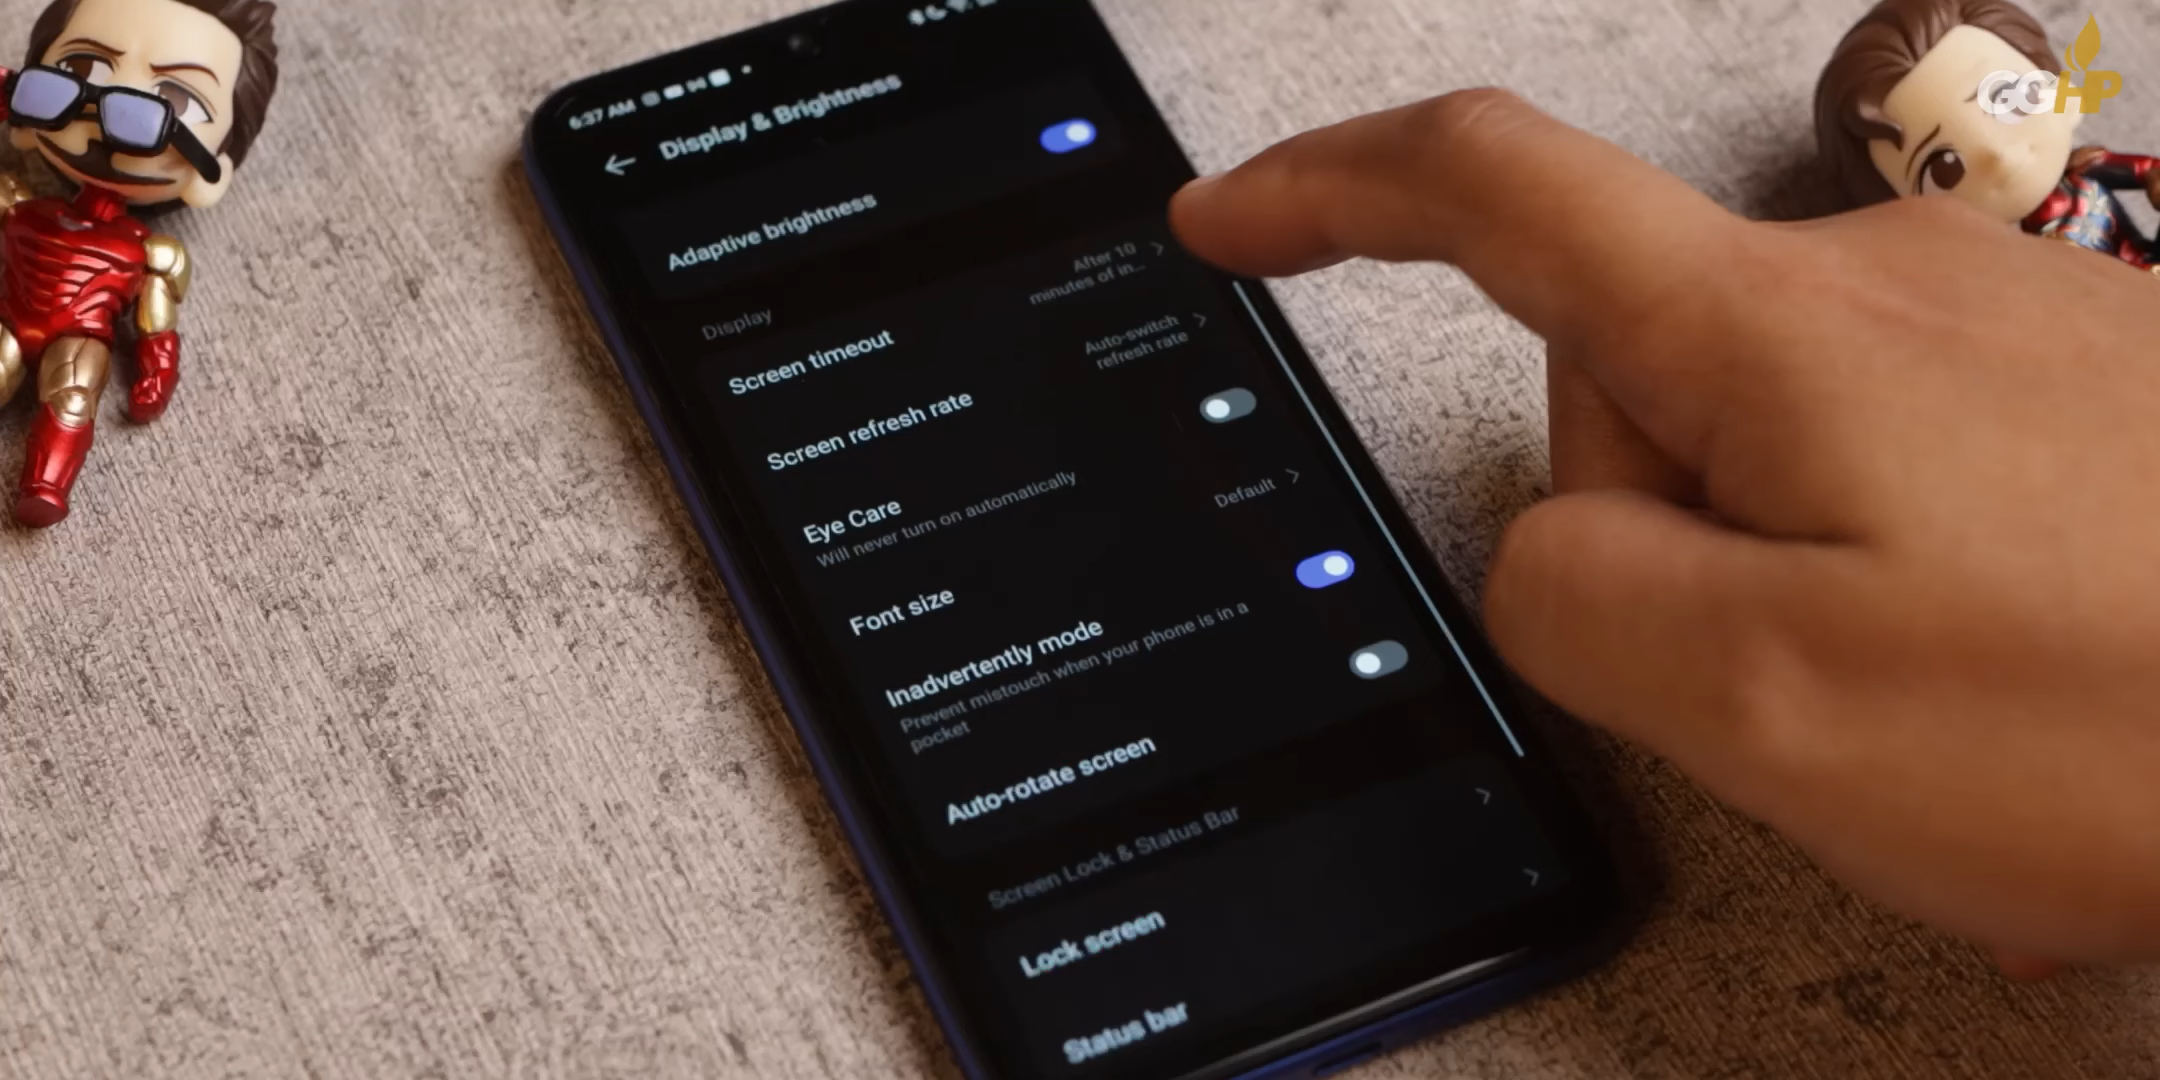 GGHP
6:37 AM
Display & Brightness
Adaptive brightness
Display
Screen timeout
After 10
minutes of in...
Screen refresh rate
Auto-switch
refresh rate
Eye Care
Will never turn on automatically
Font size
Default
Inadvertently mode
Prevent mistouch when your phone is in a
pocket
Auto-rotate screen
Screen Lock & Status Bar
Lock screen
Status bar